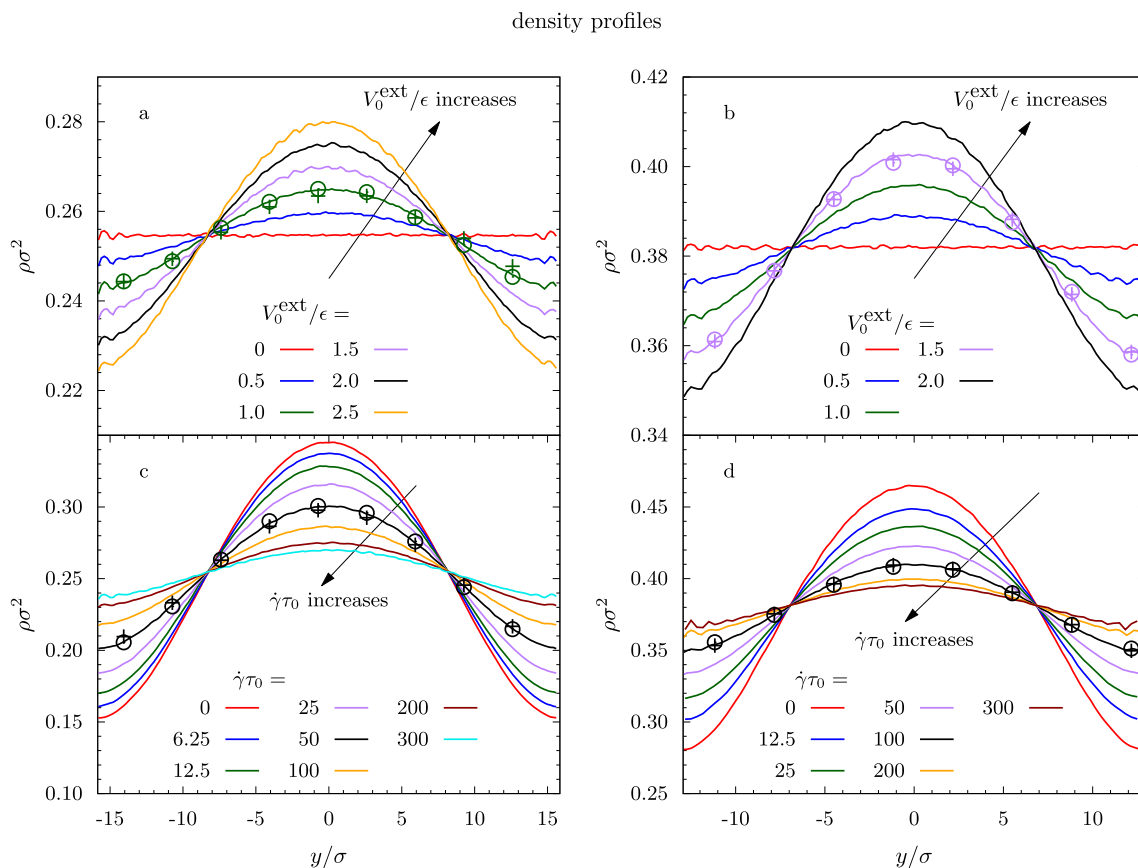 density profiles
a
V₀ᵉˣᵗ/ϵ increases
0.28
0.26
0.24
0.22
ρσ²
V₀ᵉˣᵗ/ϵ =
0 1.5
0.5 2.0
1.0 2.5
b
V₀ᵉˣᵗ/ϵ increases
0.42
0.40
0.38
0.36
0.34
ρσ²
V₀ᵉˣᵗ/ϵ =
0 1.5
0.5 2.0
1.0
c
γ̇τ₀ increases
0.30
0.25
0.20
0.15
0.10
ρσ²
γ̇τ₀ =
0 25 200
6.25 50 300
12.5 100
-15 -10 -5 0 5 10 15
y/σ
d
γ̇τ₀ increases
0.45
0.40
0.35
0.30
0.25
ρσ²
γ̇τ₀ =
0 50 300
12.5 100
25 200
-10 -5 0 5 10
y/σ